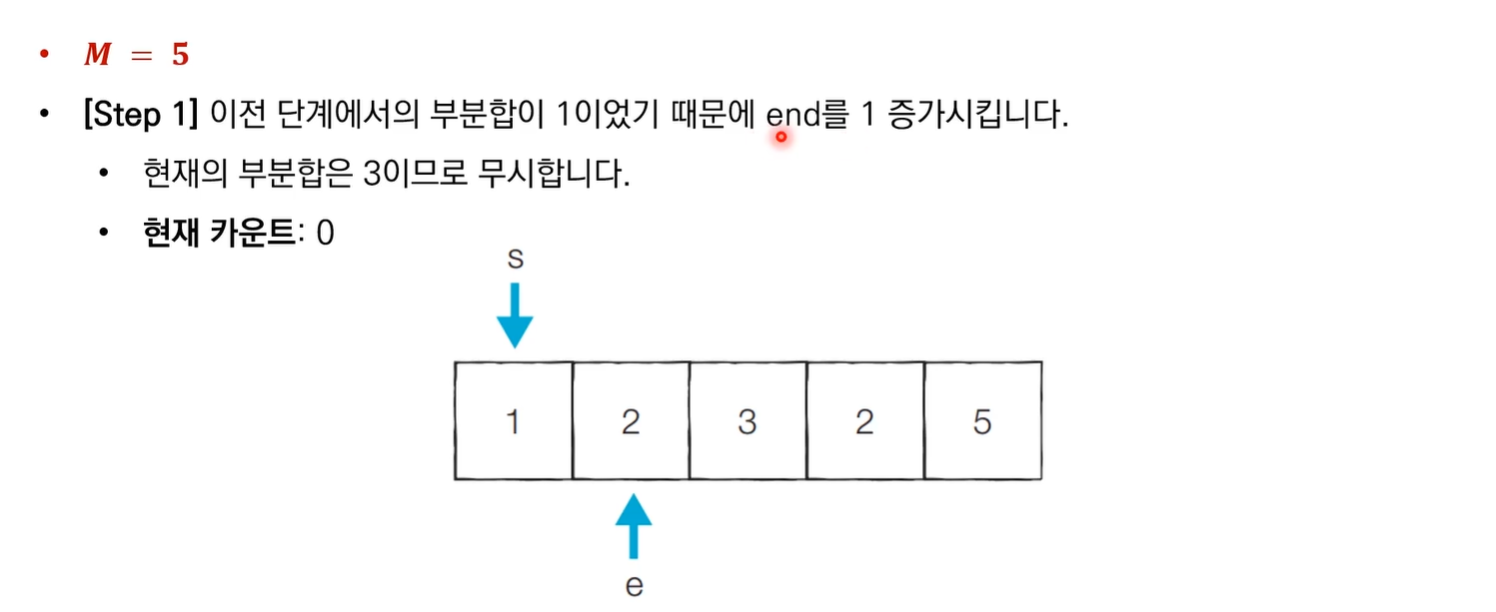 • M = 5
• [Step 1] 이전 단계에서의 부분합이 1이었기 때문에 end를 1 증가시킵니다.
• 현재의 부분합은 3이므로 무시합니다.
• 현재 카운트: 0
s
1 2 3 2 5
e